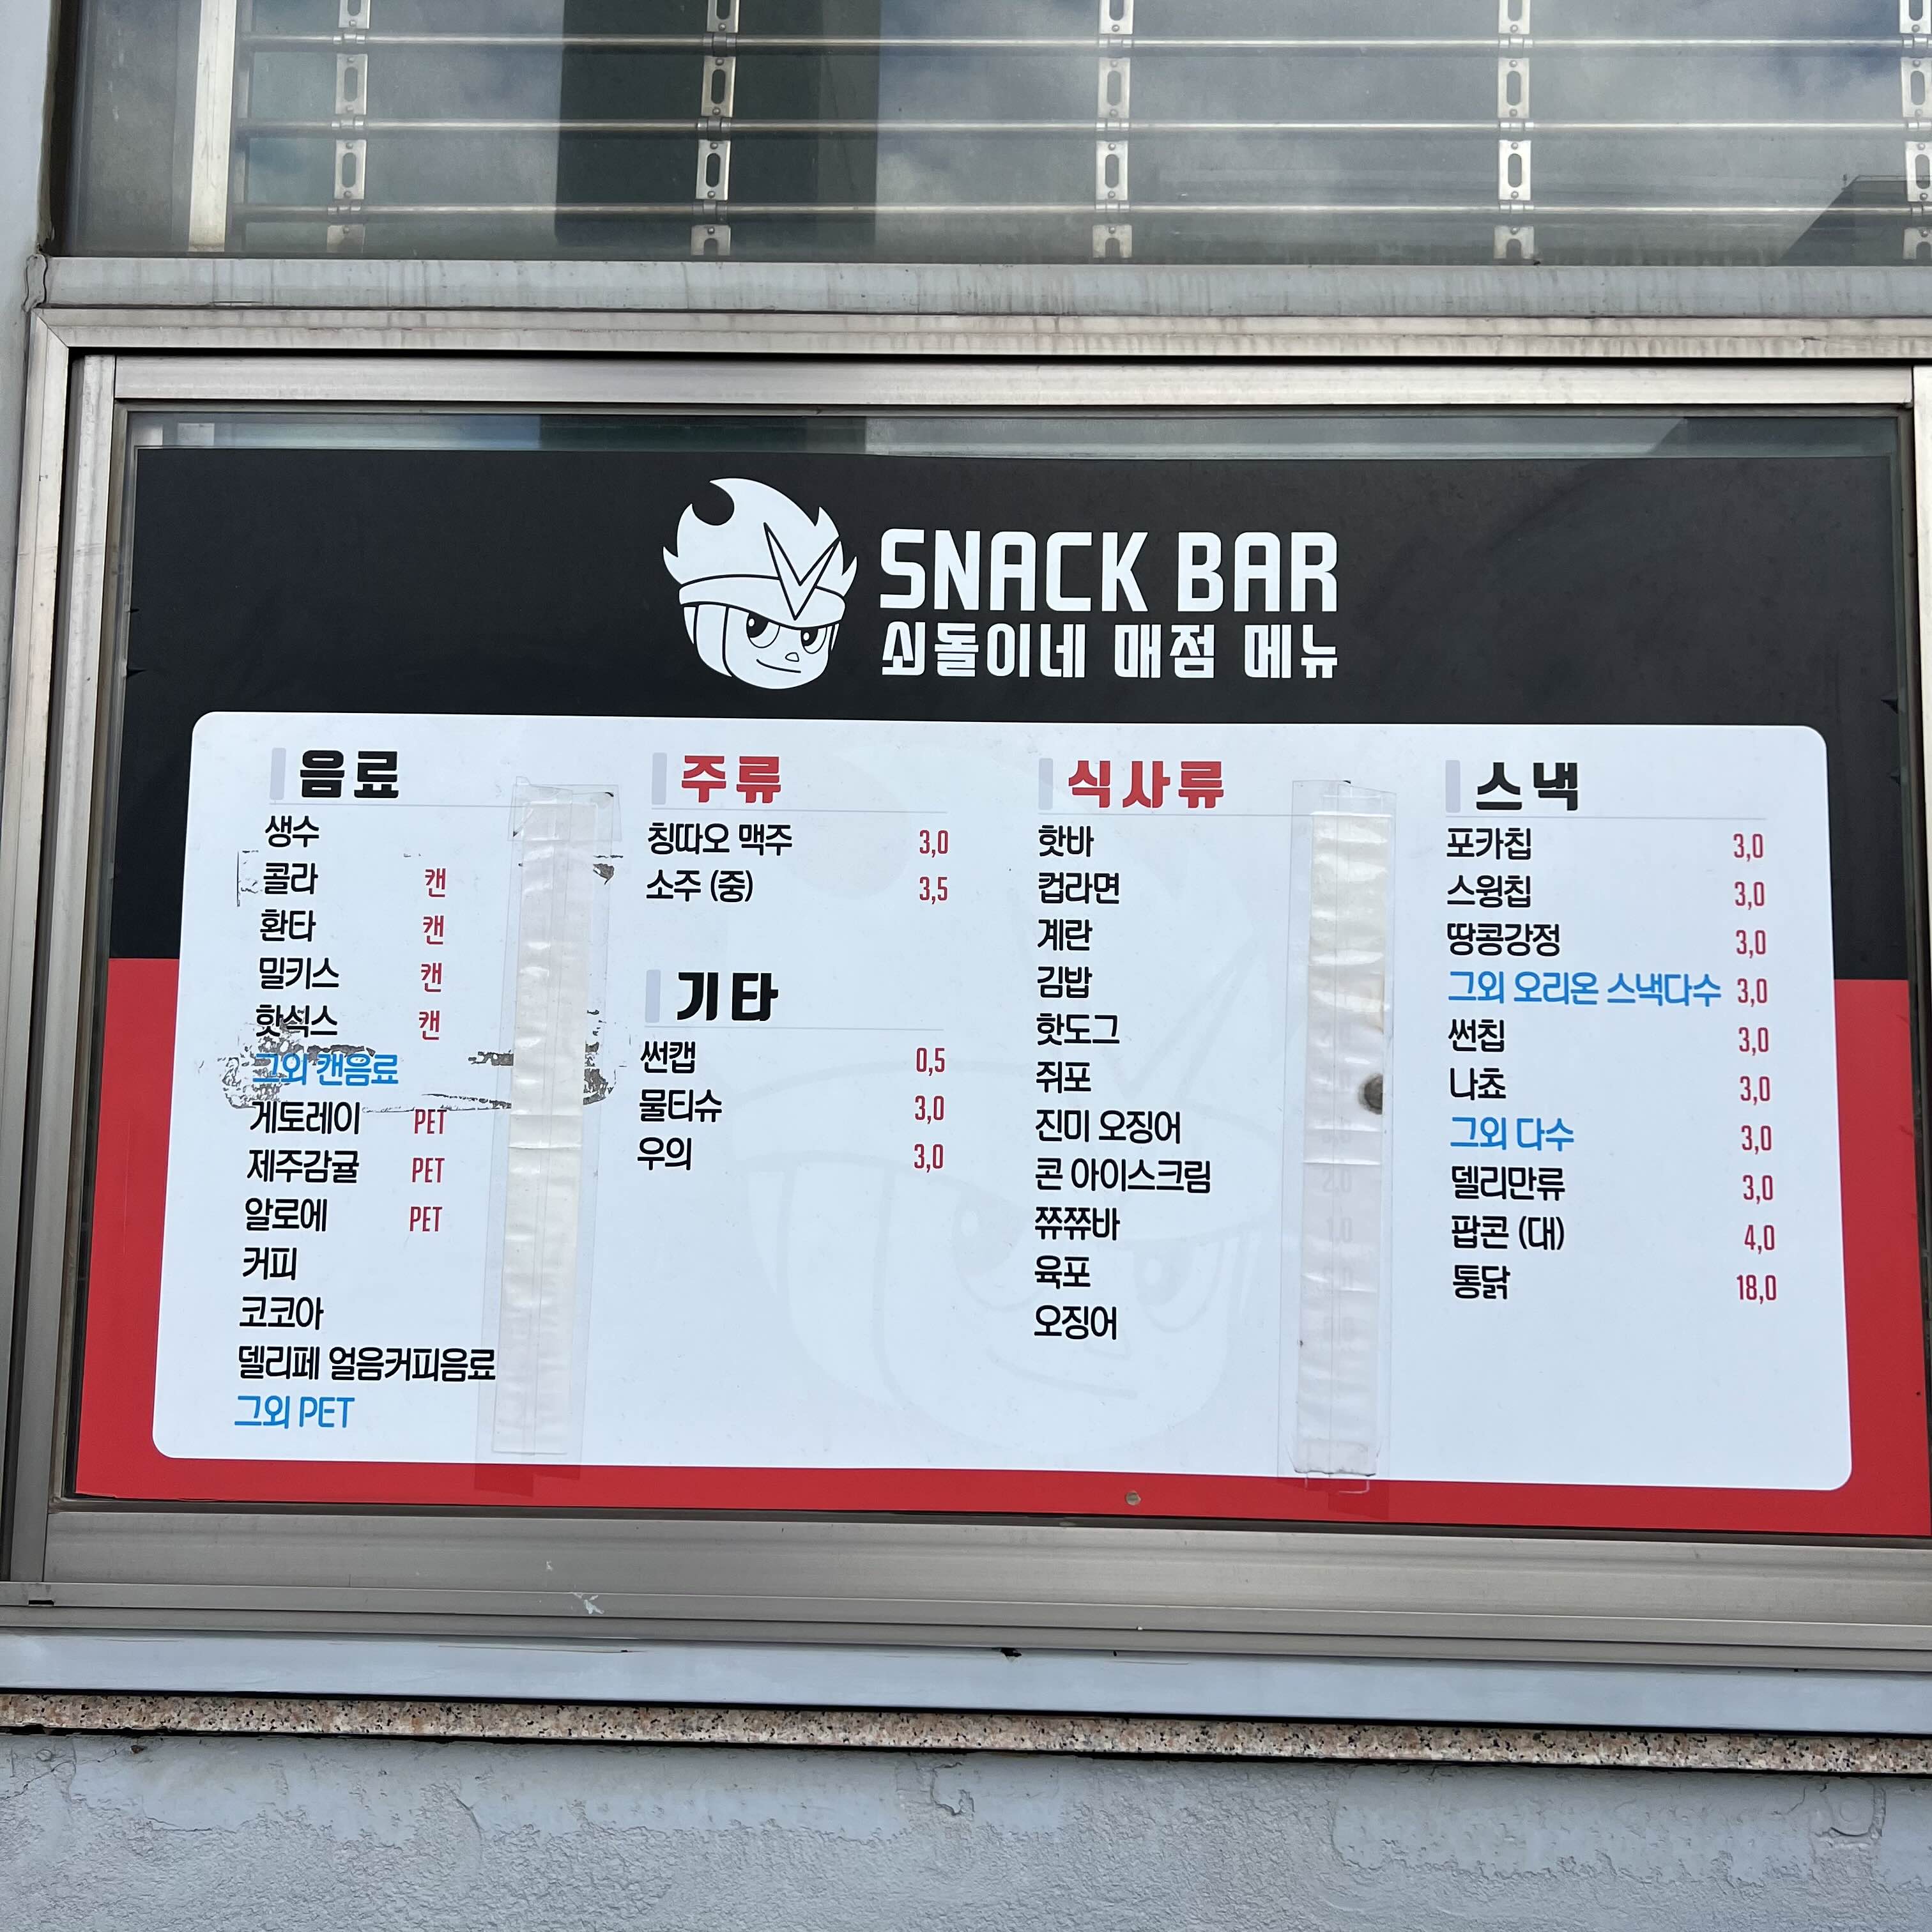 SNACK BAR
쇠돌이네 매점 메뉴
음료
생수
콜라 캔
환타 캔
밀키스 캔
핫식스 캔
그외 캔음료
게토레이 PET
제주감귤 PET
알로에 PET
커피
코코아
델리페 얼음커피음료
그외 PET
주류
칭따오 맥주 3,0
소주 (중) 3,5
기타
썬캡 0,5
물티슈 3,0
우의 3,0
식사류
핫바
컵라면
계란
김밥
핫도그
쥐포
진미 오징어
콘 아이스크림
쮸쮸바
육포
오징어
스낵
포카칩 3,0
스윙칩 3,0
땅콩강정 3,0
그외 오리온 스낵다수 3,0
썬칩 3,0
나쵸 3,0
그외 다수 3,0
델리만류 3,0
팝콘 (대) 4,0
통닭 18,0